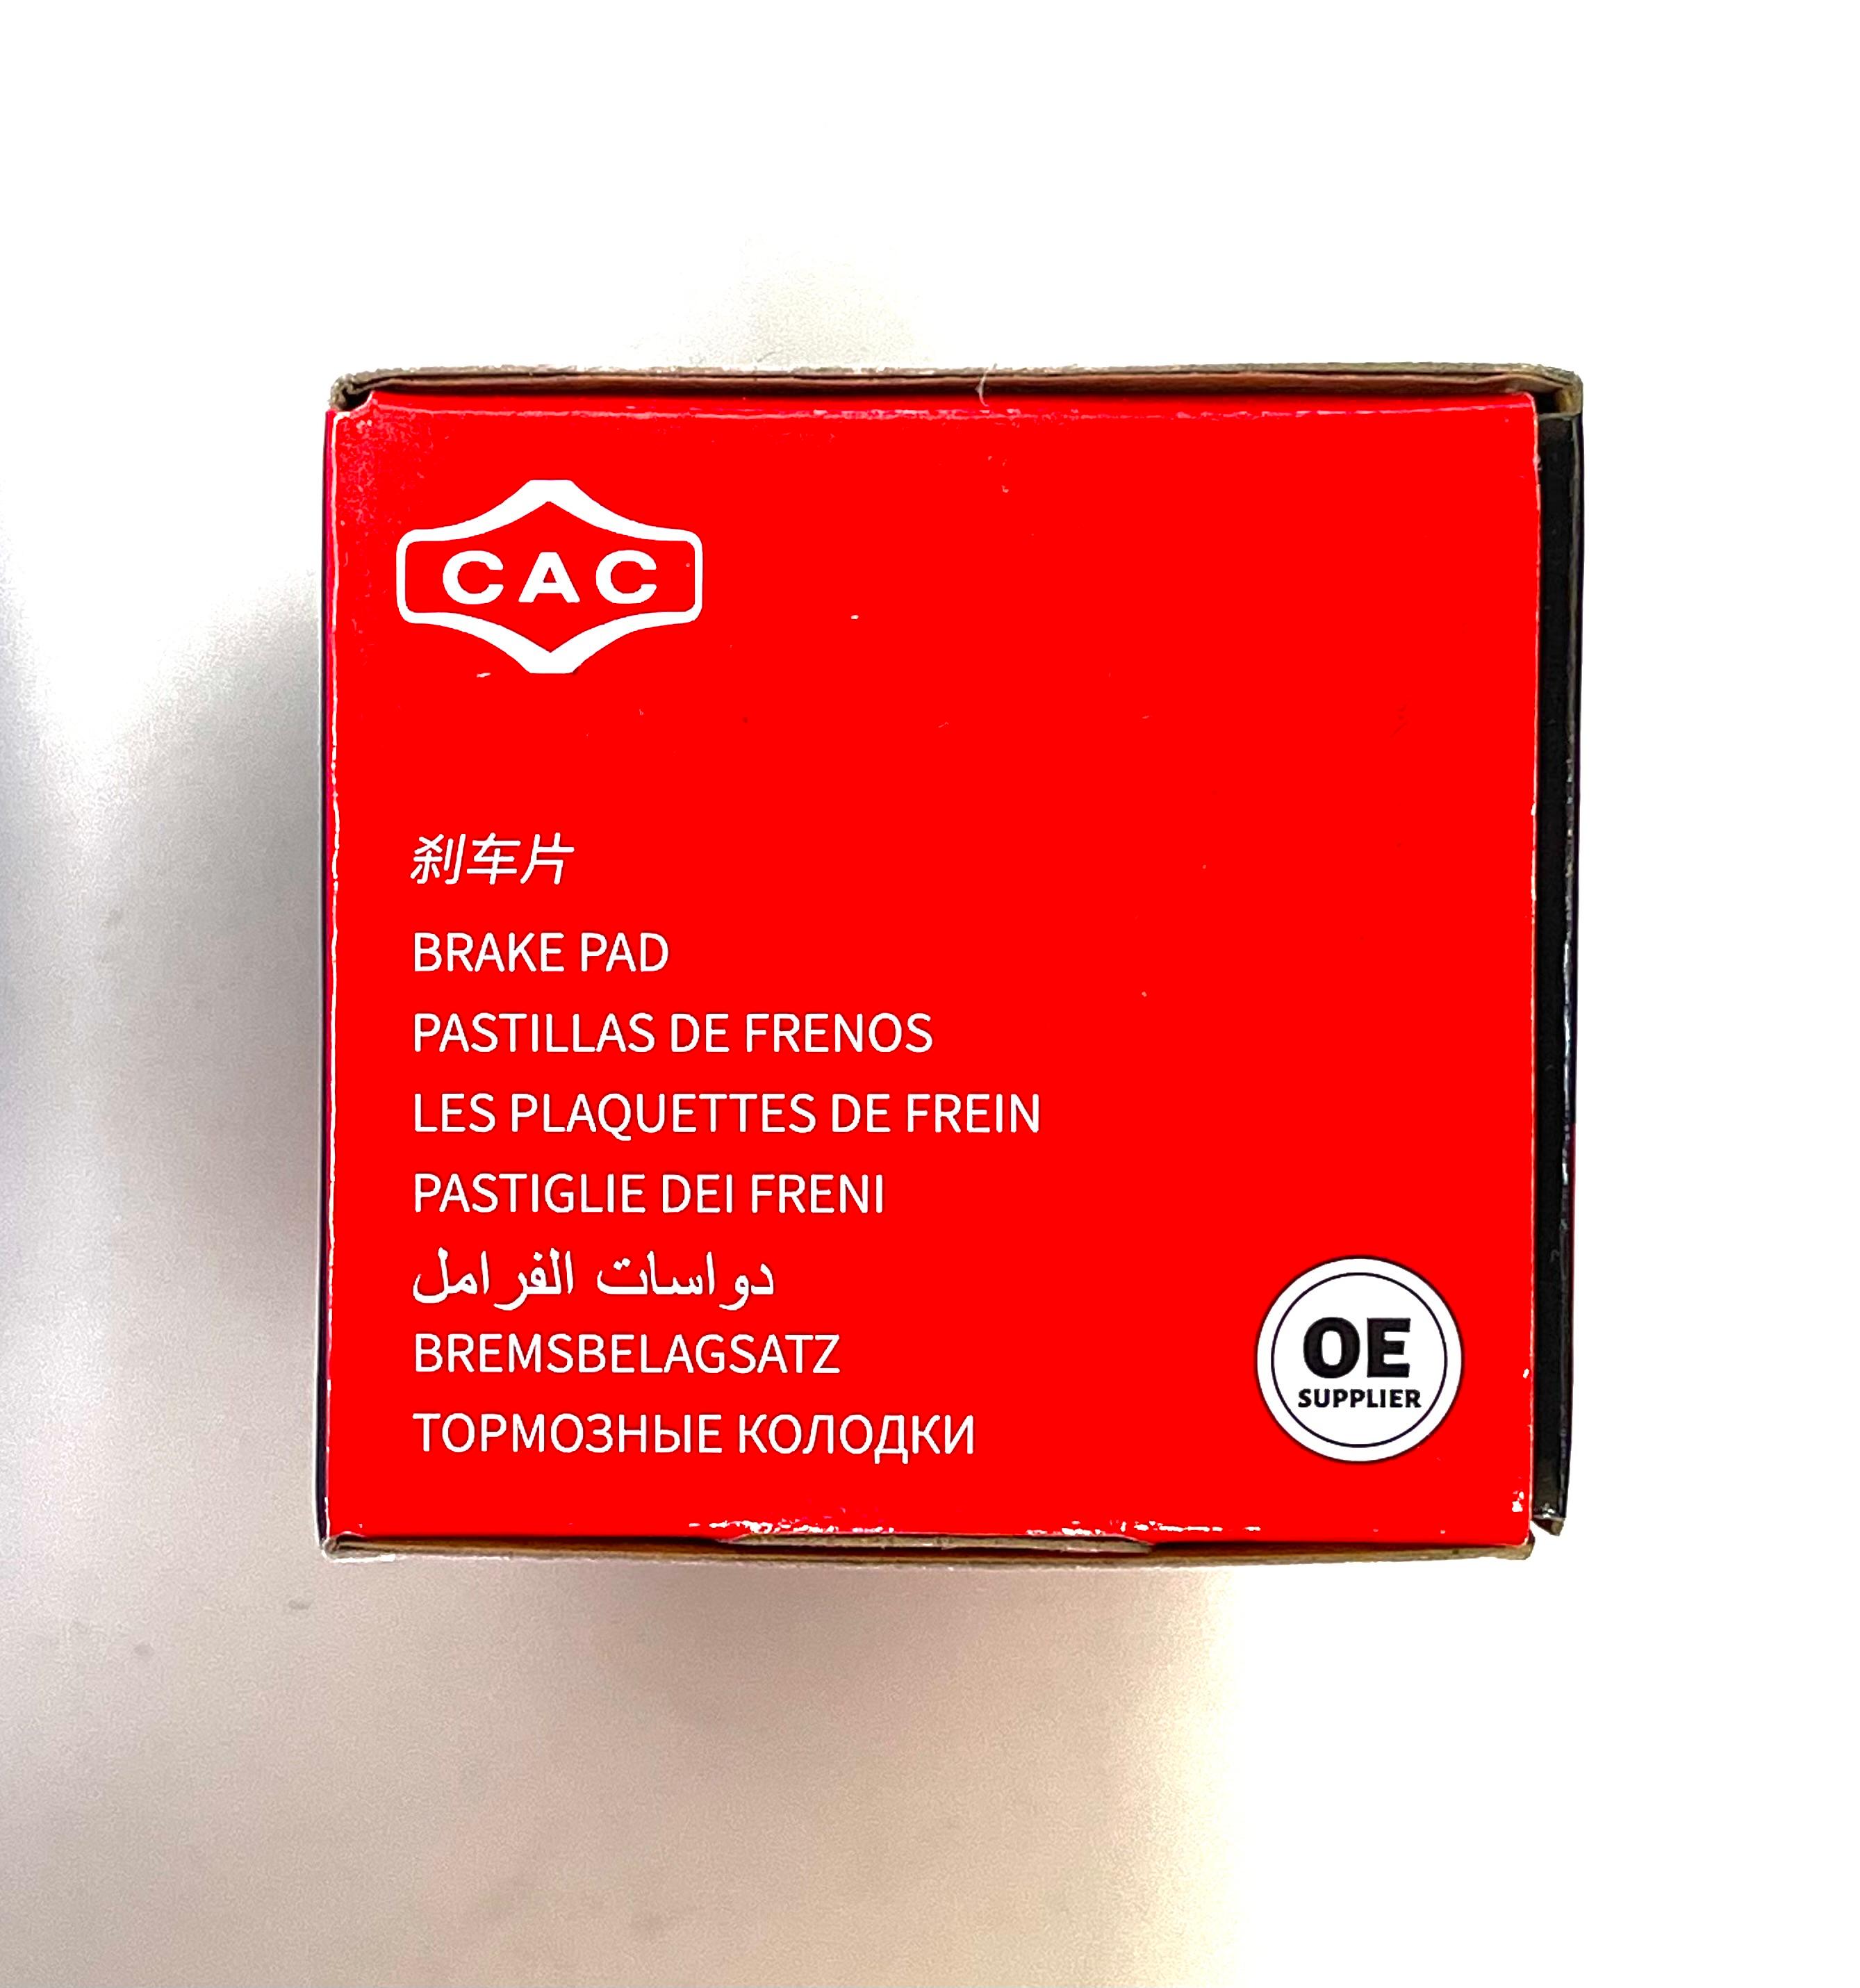 CAC
刹车片
BRAKE PAD
PASTILLAS DE FRENOS
LES PLAQUETTES DE FREIN
PASTIGLIE DEI FRENI
دواسات الفرامل
BREMSBELAGSATZ
ТОРМОЗНЫЕ КОЛОДКИ
OE
SUPPLIER